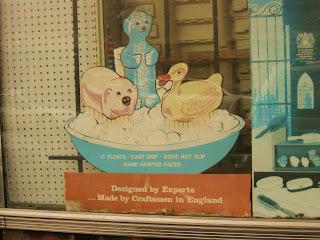 IT FLOATS · EASY GRIP · DOES NOT SLIP
HAND PAINTED FACES
Designed by Experts
.... Made by Craftsmen in England